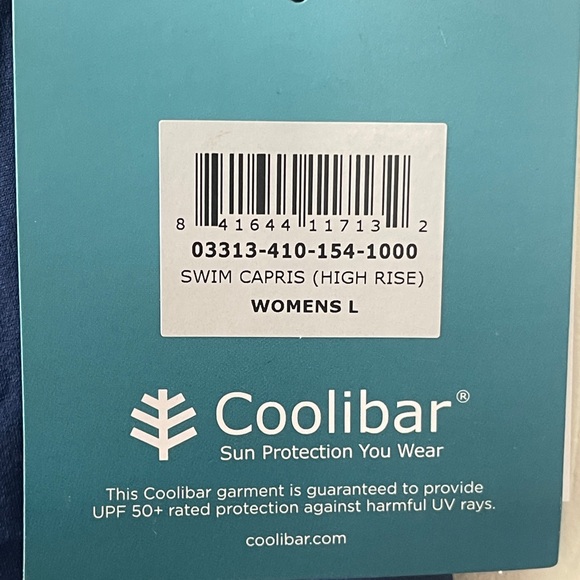 8 41644 11713 2
03313-410-154-1000
SWIM CAPRIS (HIGH RISE)
WOMENS L
Coolibar®
Sun Protection You Wear
This Coolibar garment is guaranteed to provide
UPF 50+ rated protection against harmful UV rays.
coolibar.com